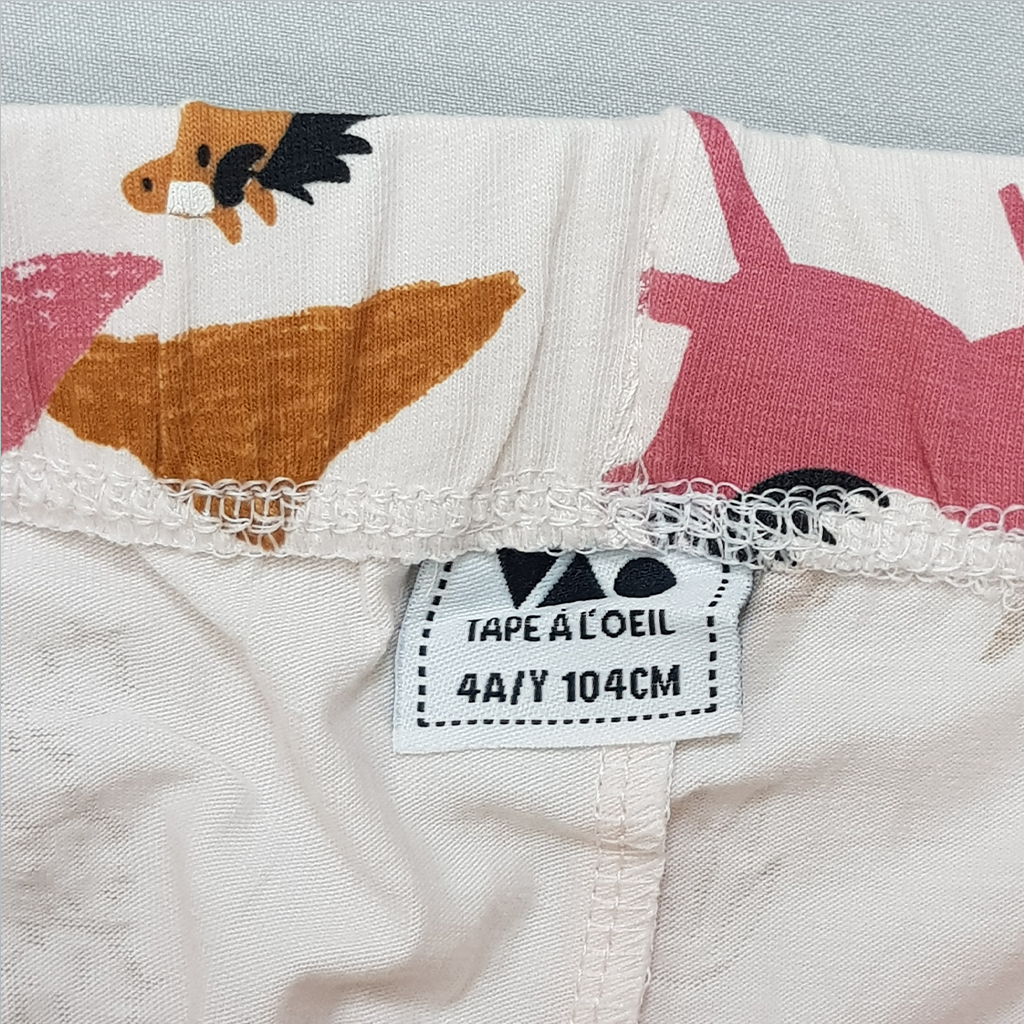 TAPE À L'OEIL
4A/Y 104CM